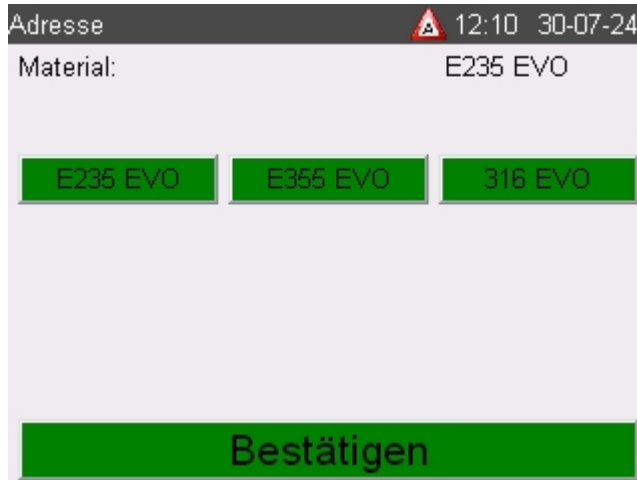 Adresse A 12:10 30-07-24
Material: E235 EVO
E235 EVO E355 EVO 316 EVO
Bestätigen